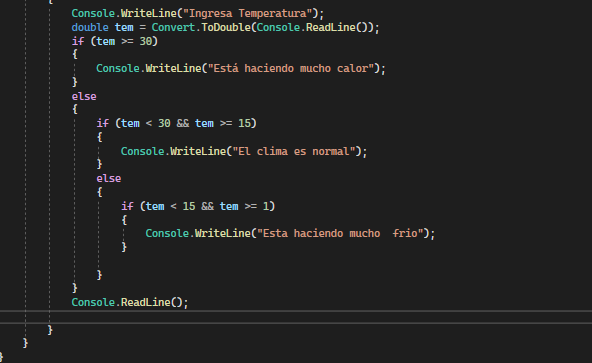 {
Console.WriteLine("Ingresa Temperatura");
double tem = Convert.ToDouble(Console.ReadLine());
if (tem >= 30)
{
Console.WriteLine("Está haciendo mucho calor");
}
else
{
if (tem < 30 && tem >= 15)
{
Console.WriteLine("El clima es normal");
}
else
{
if (tem < 15 && tem >= 1)
{
Console.WriteLine("Esta haciendo mucho  frio");
}
}
}
Console.ReadLine();
}
}
}